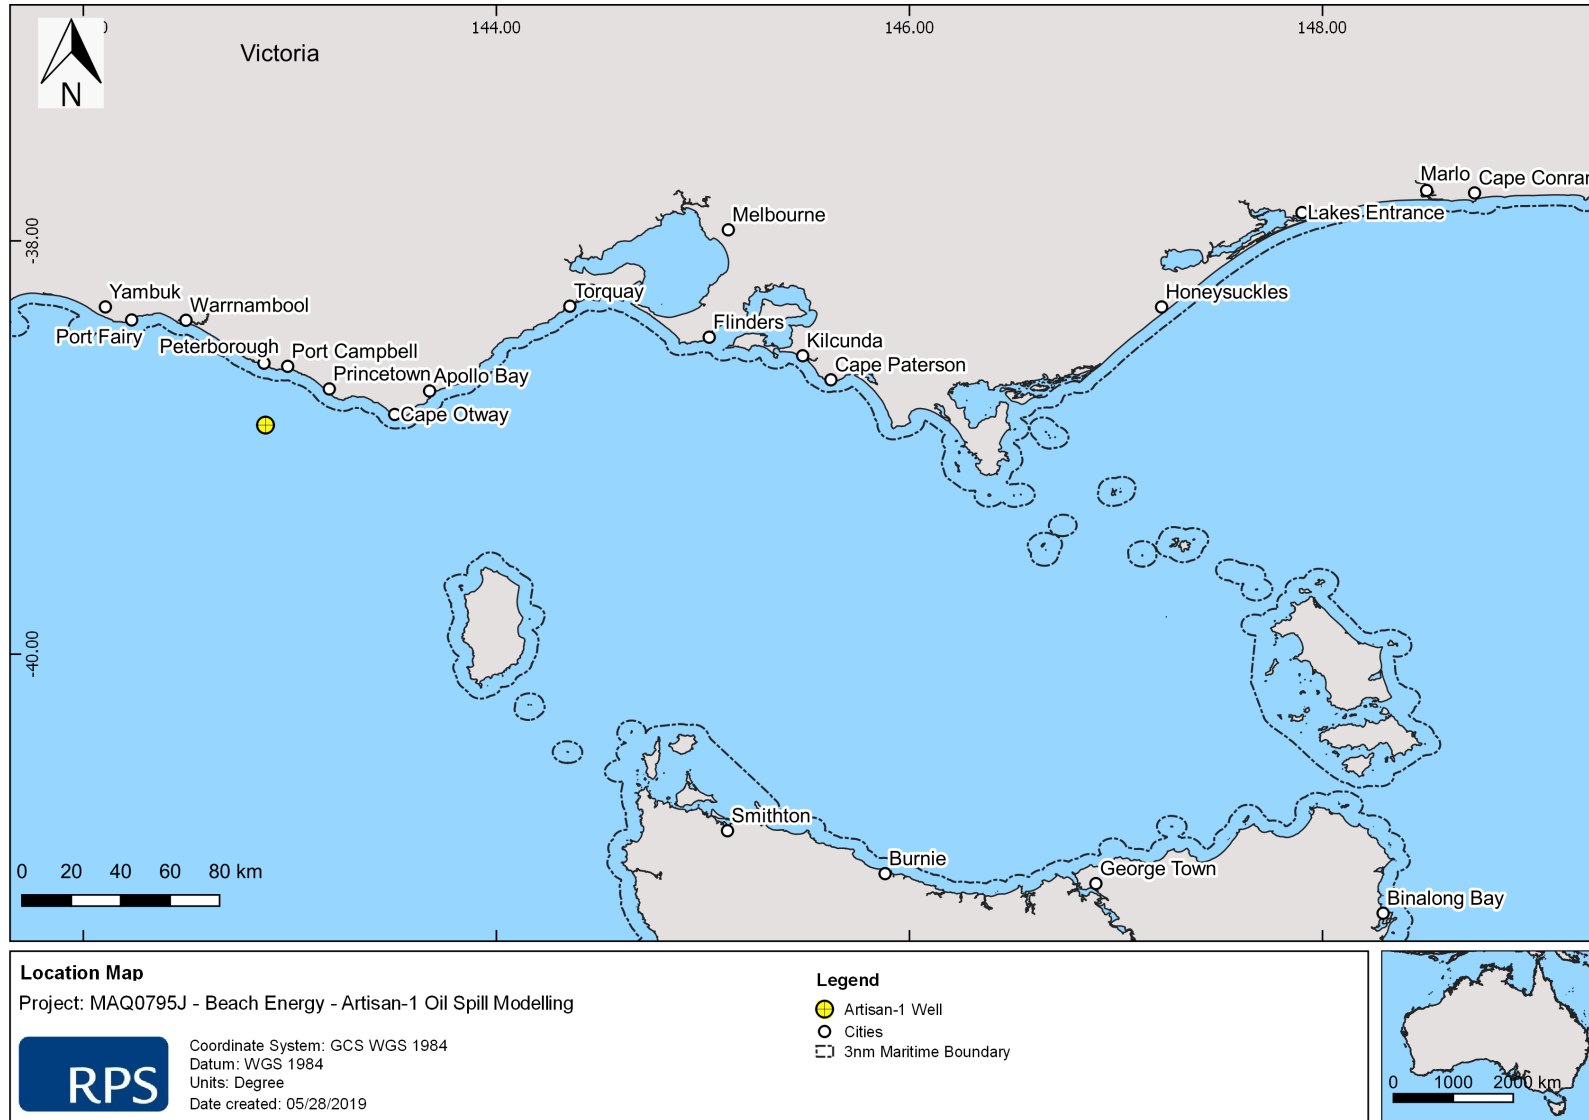 144.00
146.00
148.00
Victoria
N
-38.00
-40.00
Marlo
Cape Conran
Melbourne
Lakes Entrance
Yambuk
Warrnambool
Torquay
Honeysuckles
Port Fairy
Flinders
Peterborough
Port Campbell
Kilcunda
Princetown
Apollo Bay
Cape Paterson
Cape Otway
Smithton
Burnie
George Town
Binalong Bay
0 20 40 60 80 km
Location Map
Project: MAQ0795J - Beach Energy - Artisan-1 Oil Spill Modelling
RPS
Coordinate System: GCS WGS 1984
Datum: WGS 1984
Units: Degree
Date created: 05/28/2019
Legend
Artisan-1 Well
Cities
3nm Maritime Boundary
0 1000 2000 km